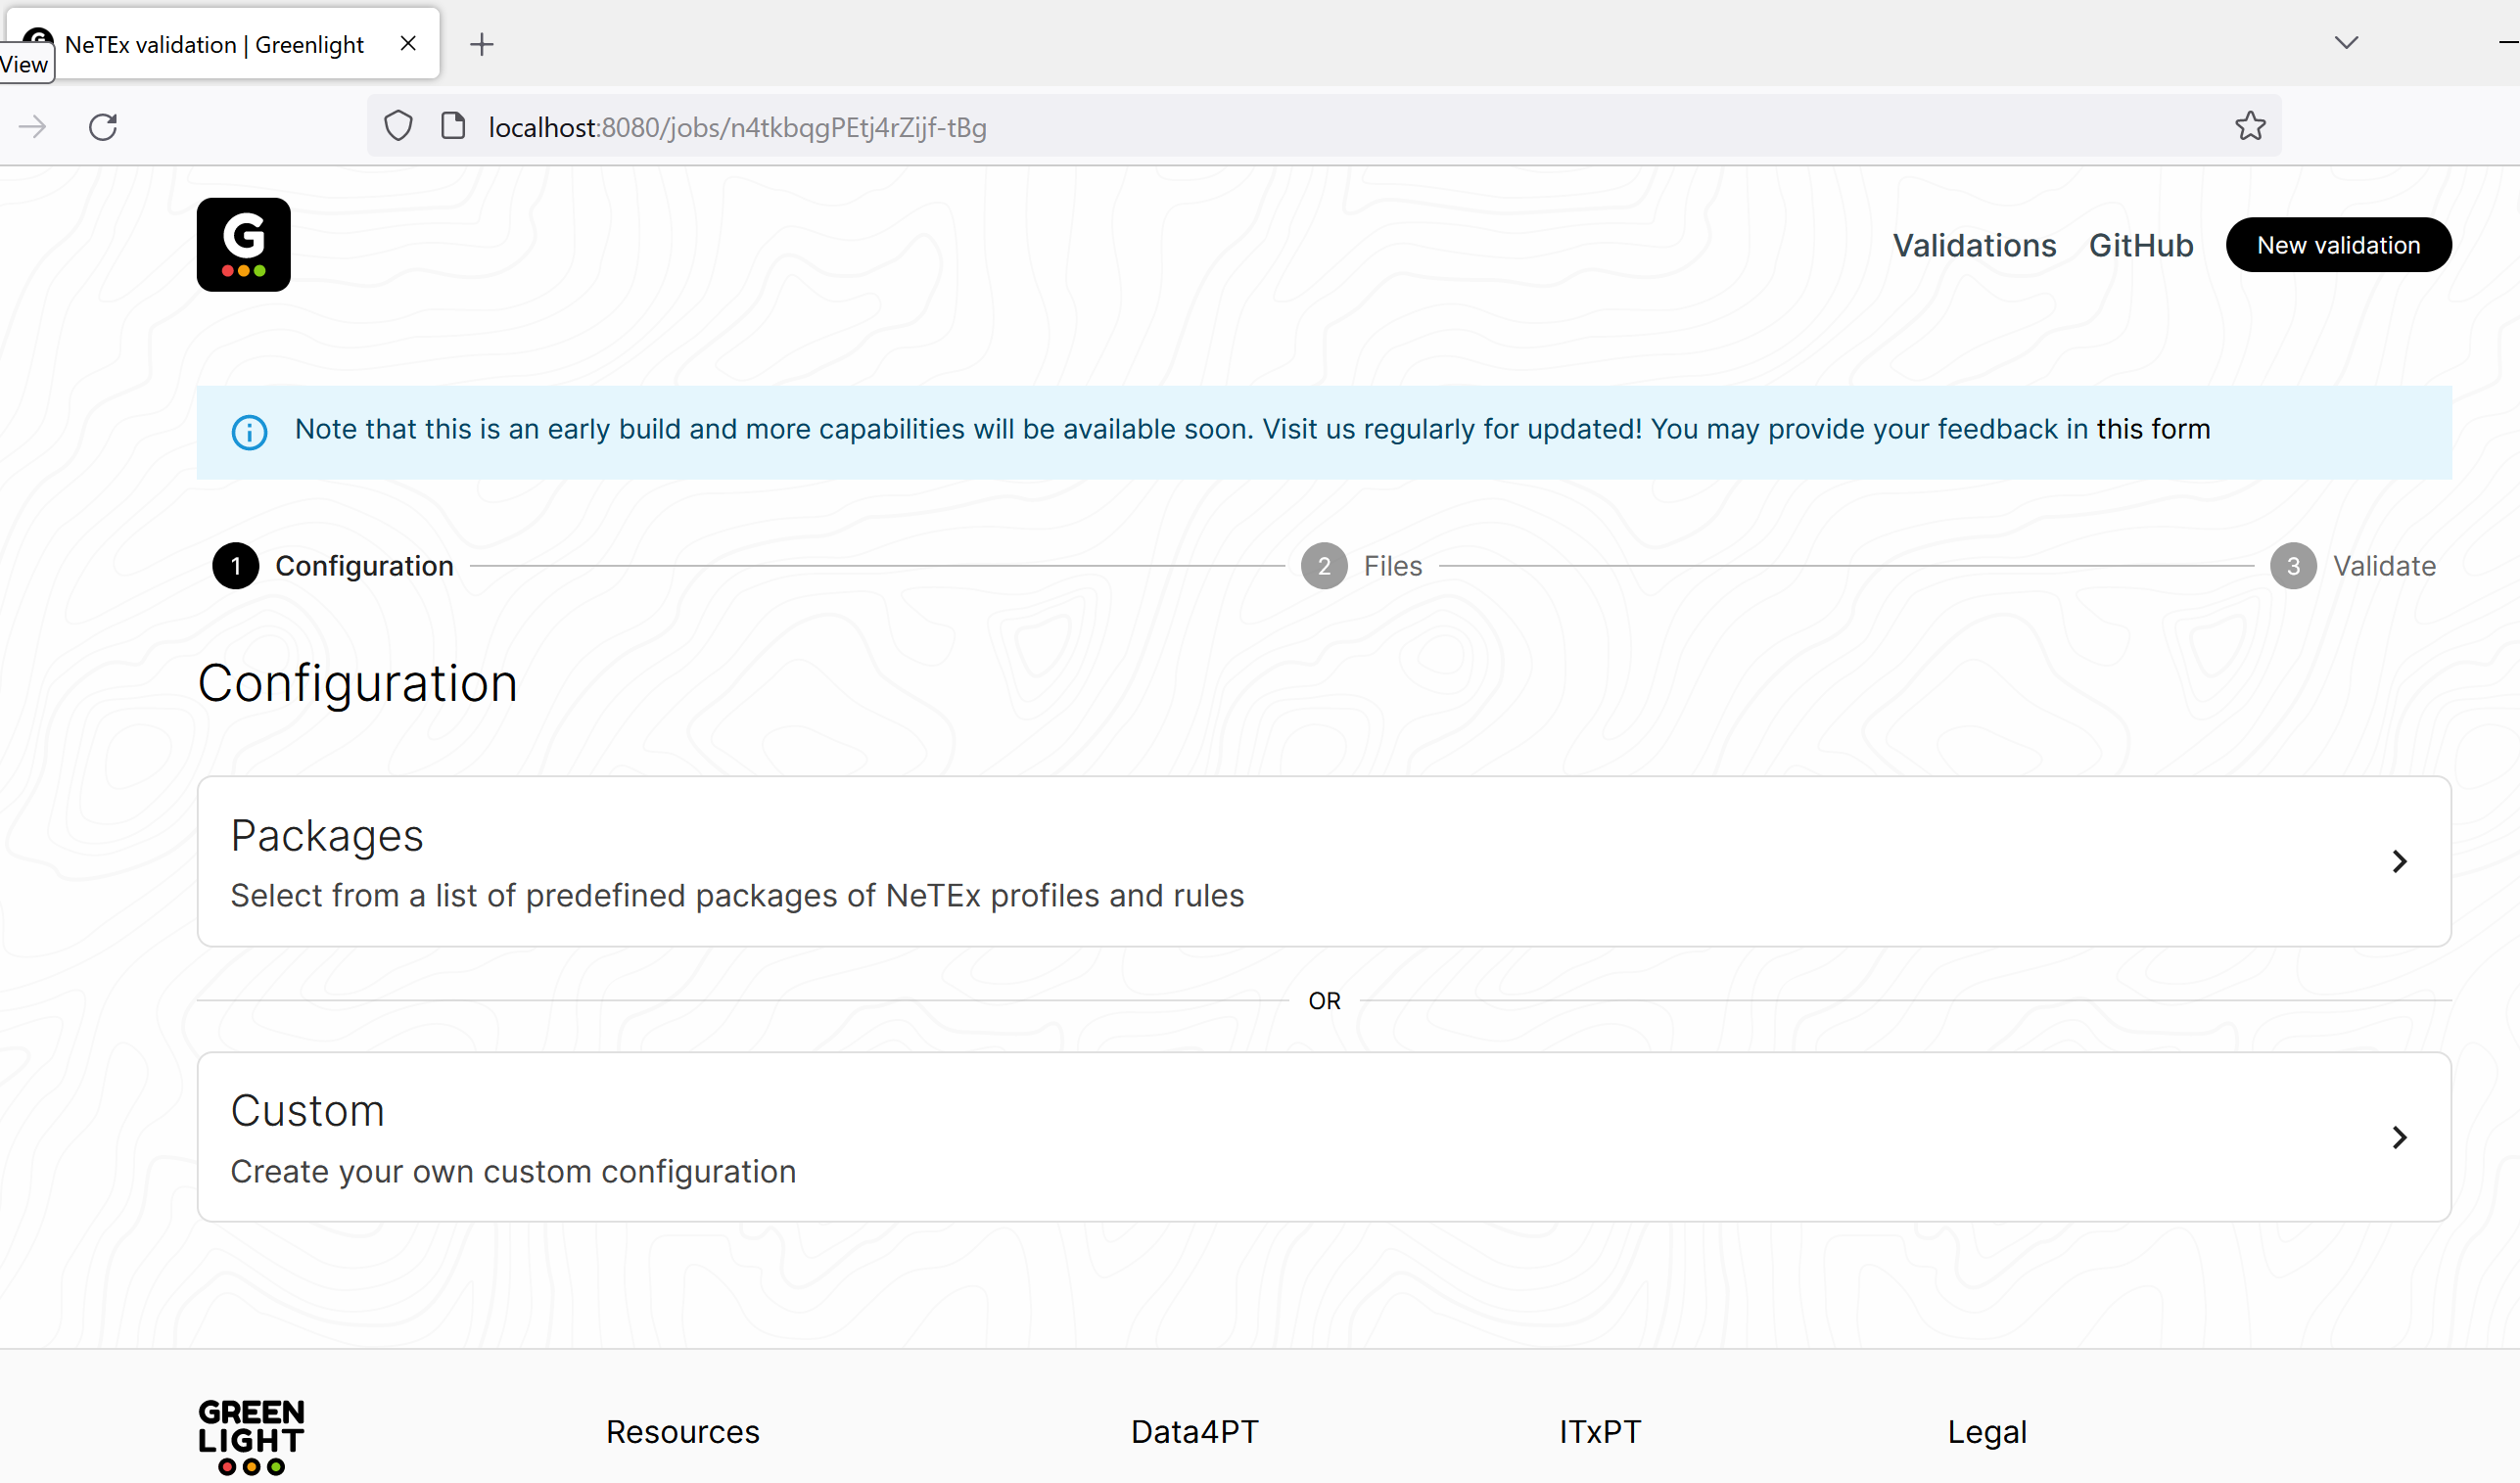 NeTEx validation | Greenlight
View
localhost:8080/jobs/n4tkbqgPEtj4rZijf-tBg
G
Validations GitHub New validation
Note that this is an early build and more capabilities will be available soon. Visit us regularly for updated! You may provide your feedback in this form
1 Configuration 2 Files 3 Validate
Configuration
Packages
Select from a list of predefined packages of NeTEx profiles and rules
OR
Custom
Create your own custom configuration
GREEN
LIGHT
Resources Data4PT ITxPT Legal